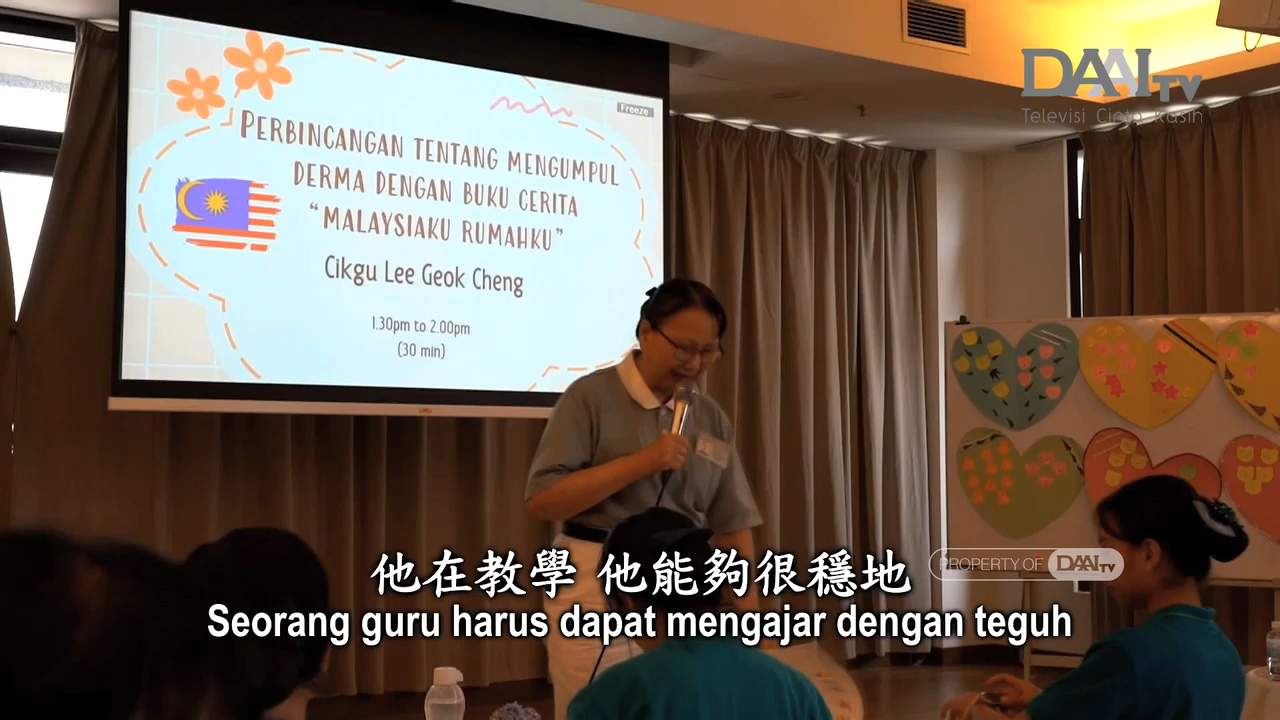 DAAI TV
Televisi Cinta Kasih
Freeze
PERBINCANGAN TENTANG MENGUMPUL
DERMA DENGAN BUKU CERITA
“MALAYSIAKU RUMAHKU”
Cikgu Lee Geok Cheng
1.30pm to 2.00pm
(30 min)
PROPERTY OF DAAI TV
他在教學 他能夠很穩地
Seorang guru harus dapat mengajar dengan teguh